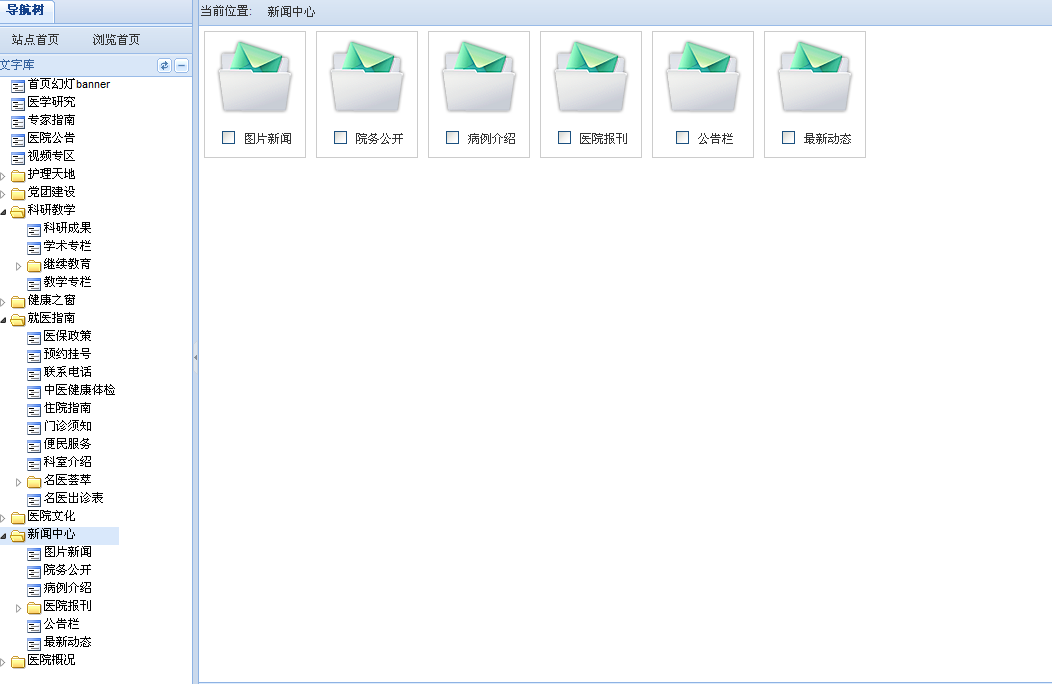 导航树
站点首页 浏览首页
文字库
首页幻灯banner
医学研究
专家指南
医院公告
视频专区
护理天地
党团建设
科研教学
科研成果
学术专栏
继续教育
教学专栏
健康之窗
就医指南
医保政策
预约挂号
联系电话
中医健康体检
住院指南
门诊须知
便民服务
科室介绍
名医荟萃
名医出诊表
医院文化
新闻中心
图片新闻
院务公开
病例介绍
医院报刊
公告栏
最新动态
医院概况
当前位置: 新闻中心
图片新闻 院务公开 病例介绍 医院报刊 公告栏 最新动态